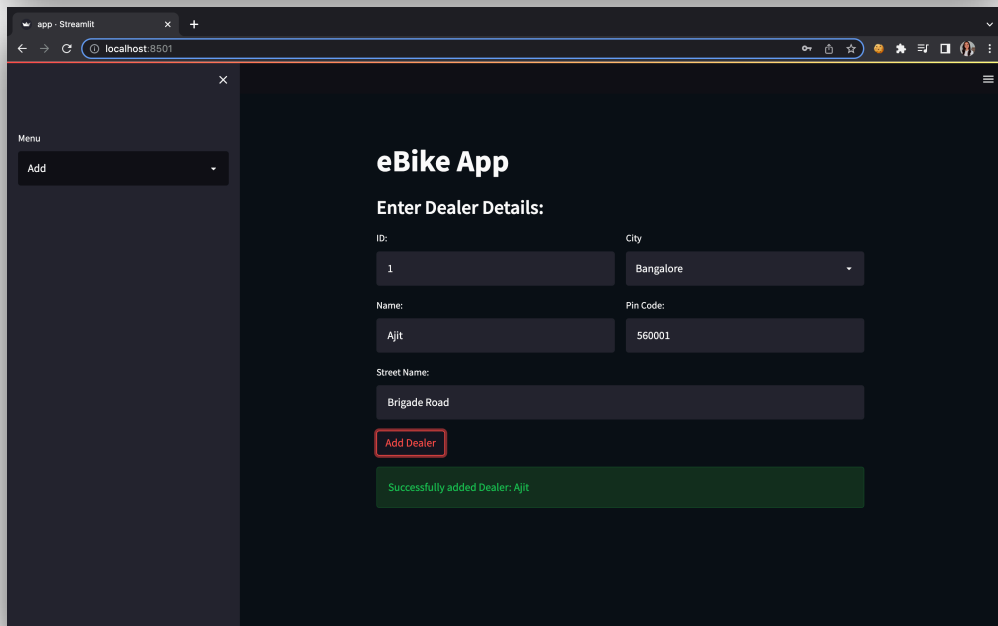 app · Streamlit
localhost:8501
Menu
Add
eBike App
Enter Dealer Details:
ID:
City
1
Bangalore
Name:
Pin Code:
Ajit
560001
Street Name:
Brigade Road
Add Dealer
Successfully added Dealer: Ajit